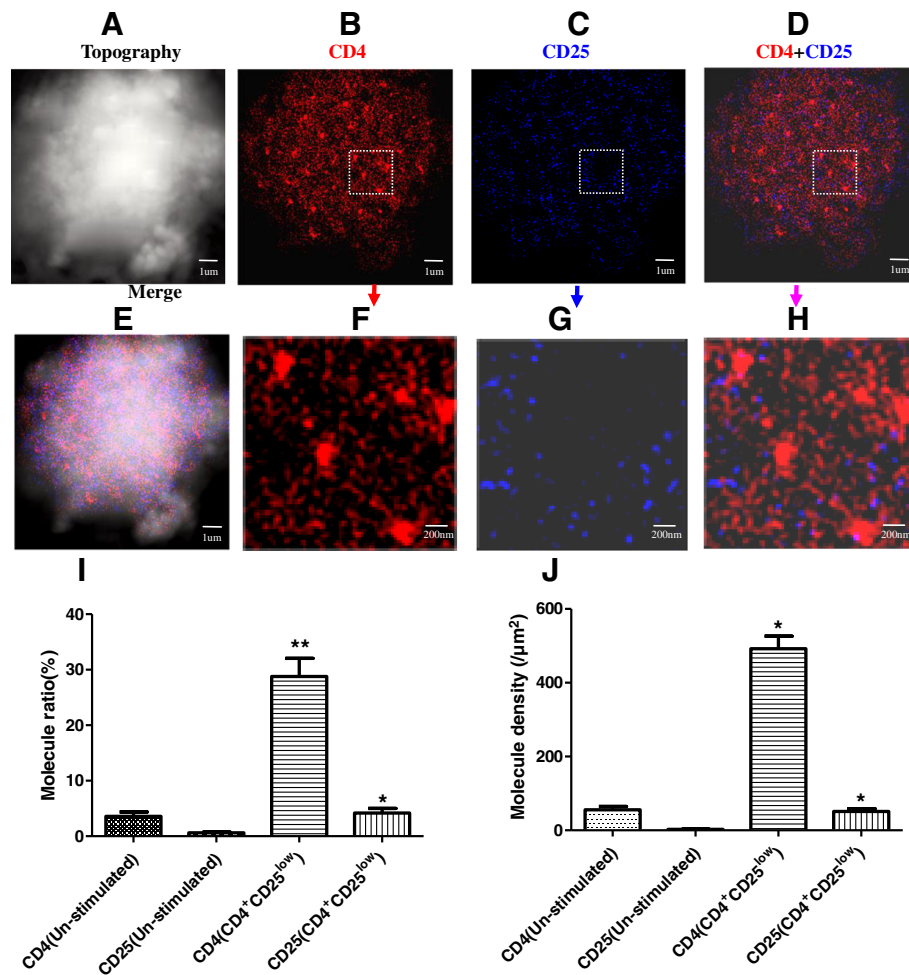 A B C D
Topography CD4 CD25 CD4+CD25
1um 1um 1um 1um
Merge
E F G H
1um 200nm 200nm 200nm
I J
Molecule ratio(%)
40
30
20
10
0
**
*
CD4(Un-stimulated)
CD25(Un-stimulated)
CD4(CD4⁺CD25ˡᵒʷ)
CD25(CD4⁺CD25ˡᵒʷ)
Molecule density (/µm²)
600
400
200
0
*
*
CD4(Un-stimulated)
CD25(Un-stimulated)
CD4(CD4⁺CD25ˡᵒʷ)
CD25(CD4⁺CD25ˡᵒʷ)